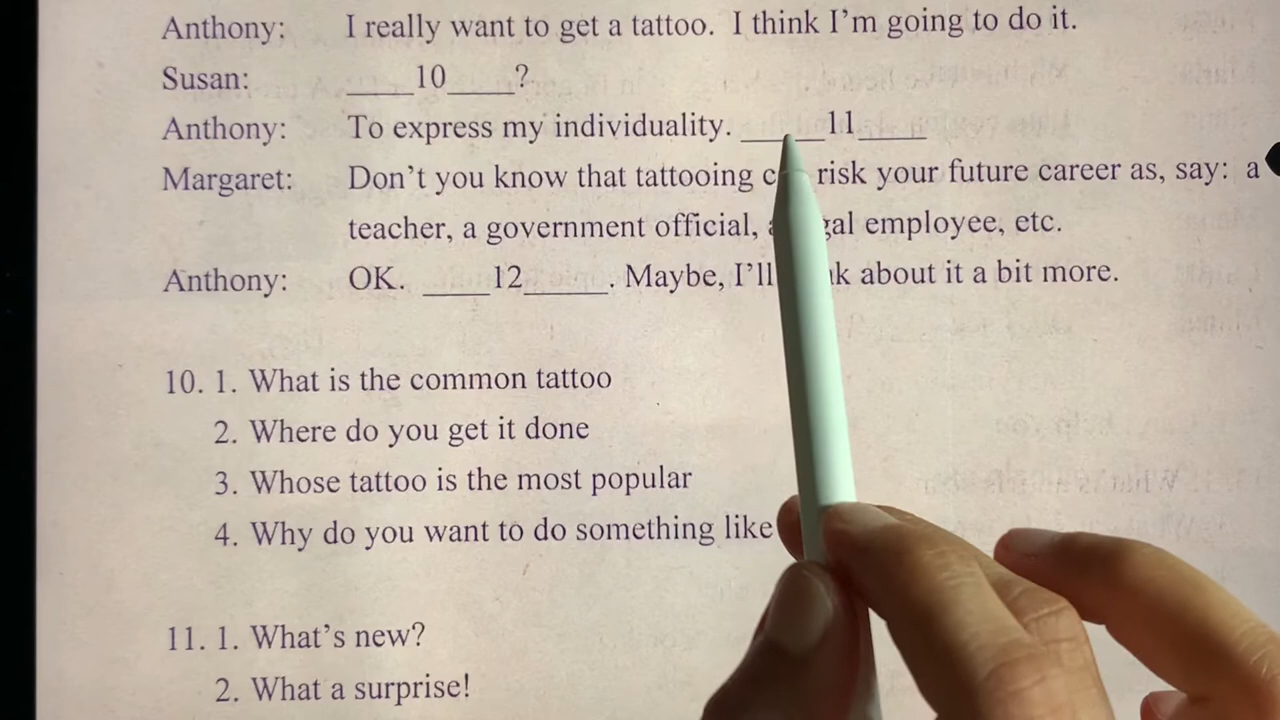 Anthony: I really want to get a tattoo. I think I'm going to do it.
Susan: ____10____?
Anthony: To express my individuality. _____11____
Margaret: Don't you know that tattooing risk your future career as, say: a
teacher, a government official, employee, etc.
Anthony: OK. ____12_____. Maybe, I'll about it a bit more.
10. 1. What is the common tattoo
2. Where do you get it done
3. Whose tattoo is the most popular
4. Why do you want to do something like
11. 1. What's new?
2. What a surprise!